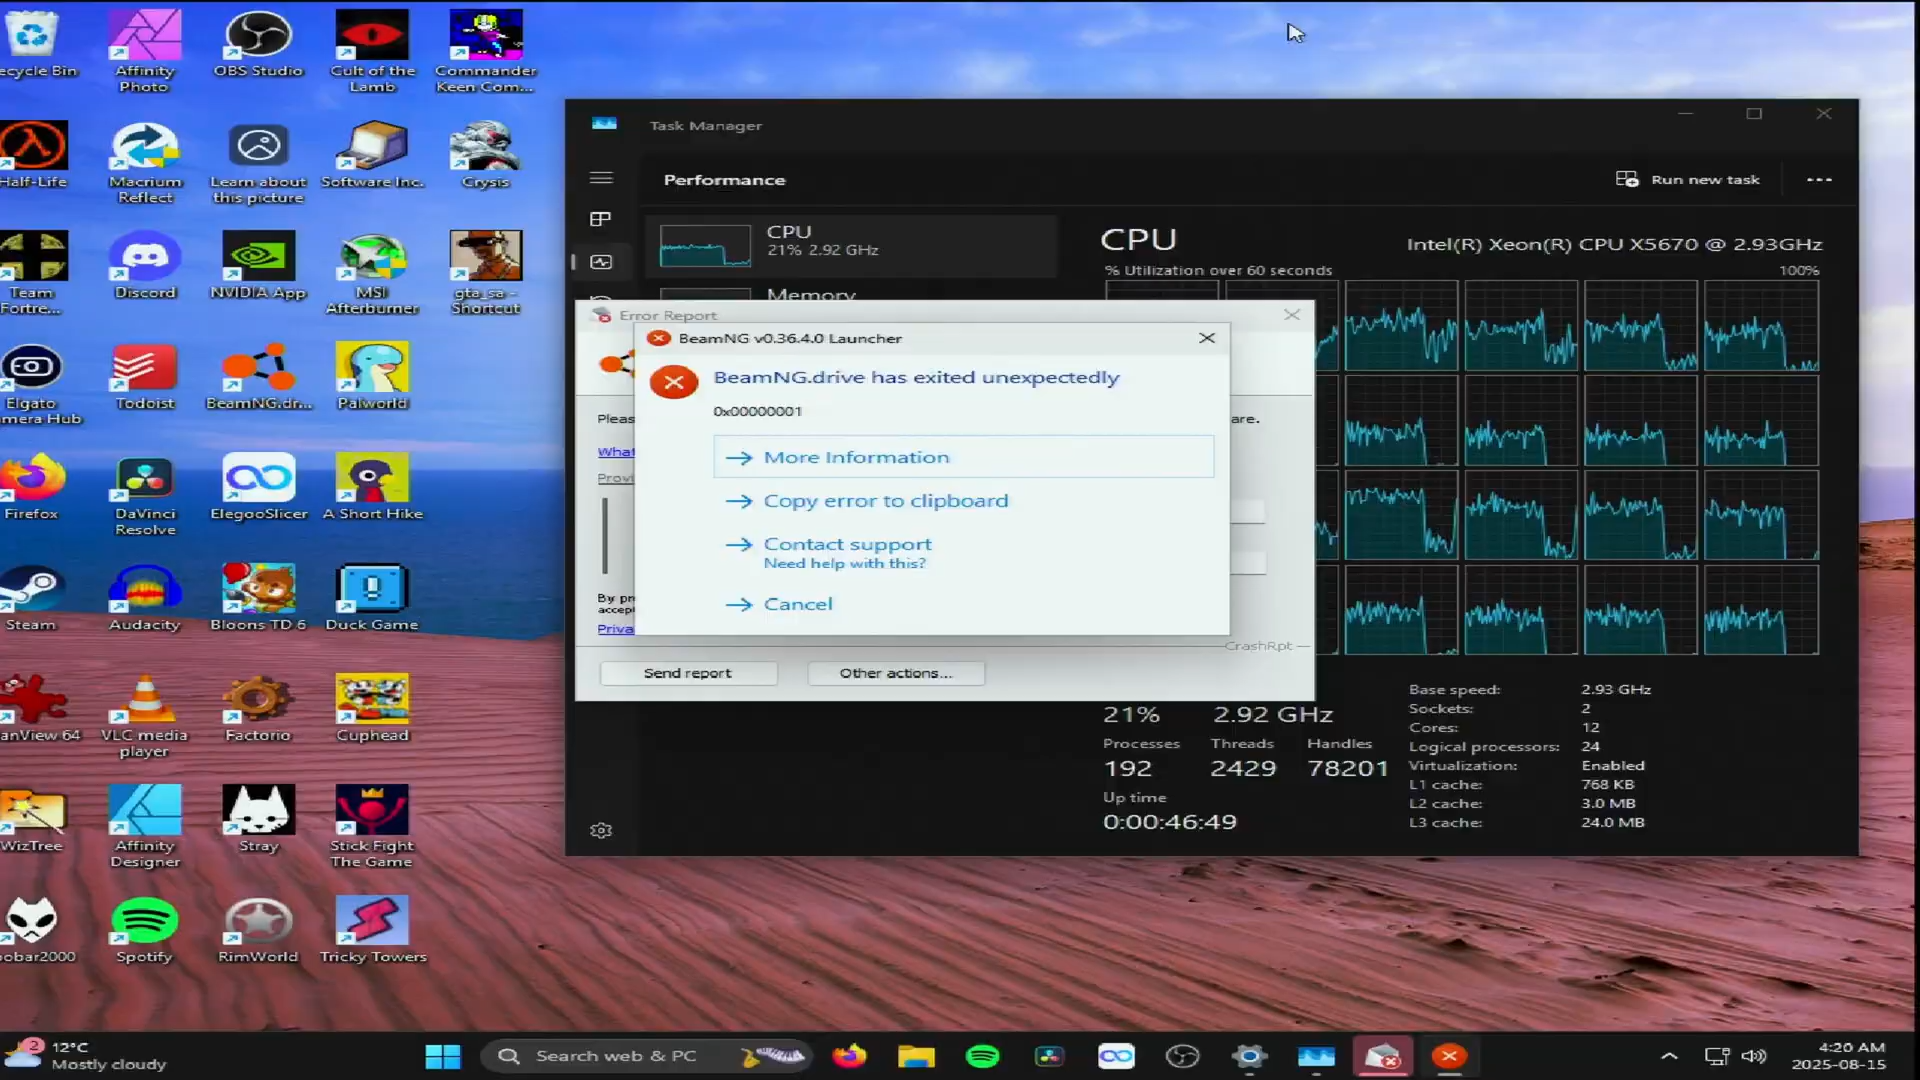 ecycle Bin
Affinity
Photo
OBS Studio
Cult of the
Lamb
Commander
Keen Com...
Half-Life
Macrium
Reflect
Learn about
this picture
Software Inc.
Crysis
Team
Fortre...
Discord
NVIDIA App
MSI
Afterburner
gta_sa -
Shortcut
Elgato
mera Hub
Todoist
BeamNG.dr...
Palworld
Firefox
DaVinci
Resolve
ElegooSlicer
A Short Hike
Steam
Audacity
Bloons TD 6
Duck Game
anView 64
VLC media
player
Factorio
Cuphead
WizTree
Affinity
Designer
Stray
Stick Fight
The Game
oobar2000
Spotify
RimWorld
Tricky Towers
Task Manager
Performance
Run new task
CPU
21% 2.92 GHz
Memory
CPU
Intel(R) Xeon(R) CPU X5670 @ 2.93GHz
% Utilization over 60 seconds
100%
Error Report
BeamNG v0.36.4.0 Launcher
BeamNG.drive has exited unexpectedly
0x00000001
More Information
Copy error to clipboard
Contact support
Need help with this?
Cancel
Pleas
are.
What
Provi
By pr
accep
Priva
CrashRpt
Send report
Other actions...
21%
2.92 GHz
Processes
Threads
Handles
192
2429
78201
Up time
0:00:46:49
Base speed:
2.93 GHz
Sockets:
2
Cores:
12
Logical processors:
24
Virtualization:
Enabled
L1 cache:
768 KB
L2 cache:
3.0 MB
L3 cache:
24.0 MB
2
12°C
Mostly cloudy
Search web & PC
4:20 AM
2025-08-15